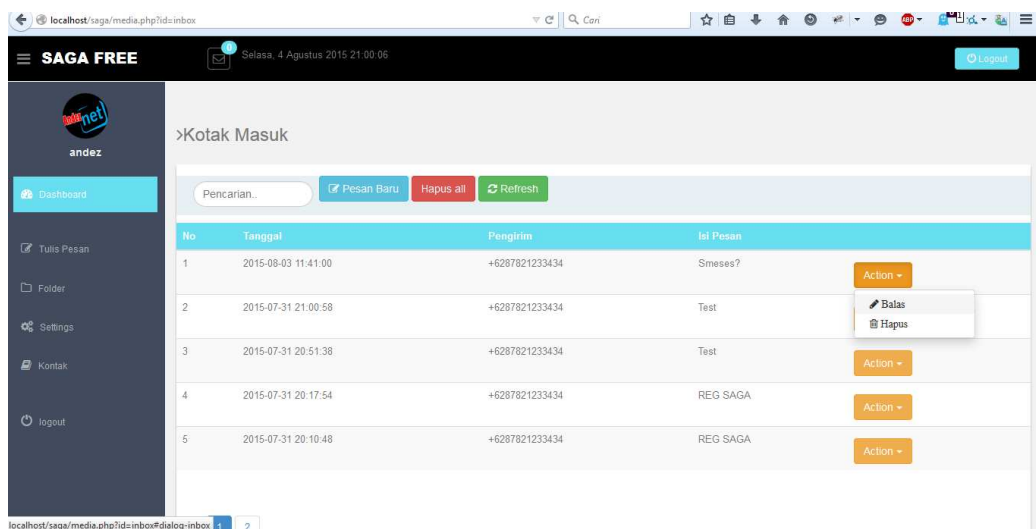 localhost/saga/media.php?id=inbox
Cari
ABP
SAGA FREE
0
Selasa, 4 Agustus 2015 21:00:06
Logout
net
andez
>Kotak Masuk
Dashboard
Pencarian..
Pesan Baru
Hapus all
Refresh
Tulis Pesan
Folder
Settings
Kontak
logout
No Tanggal Pengirim Isi Pesan
1 2015-08-03 11:41:00 +6287821233434 Smeses? Action
Balas
Hapus
2 2015-07-31 21:00:58 +6287821233434 Test
3 2015-07-31 20:51:38 +6287821233434 Test Action
4 2015-07-31 20:17:54 +6287821233434 REG SAGA Action
5 2015-07-31 20:10:48 +6287821233434 REG SAGA Action
localhost/saga/media.php?id=inbox#dialog-inbox
1 2